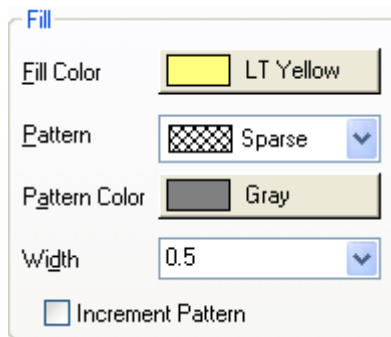 Fill
Fill Color LT Yellow
Pattern Sparse
Pattern Color Gray
Width 0.5
Increment Pattern